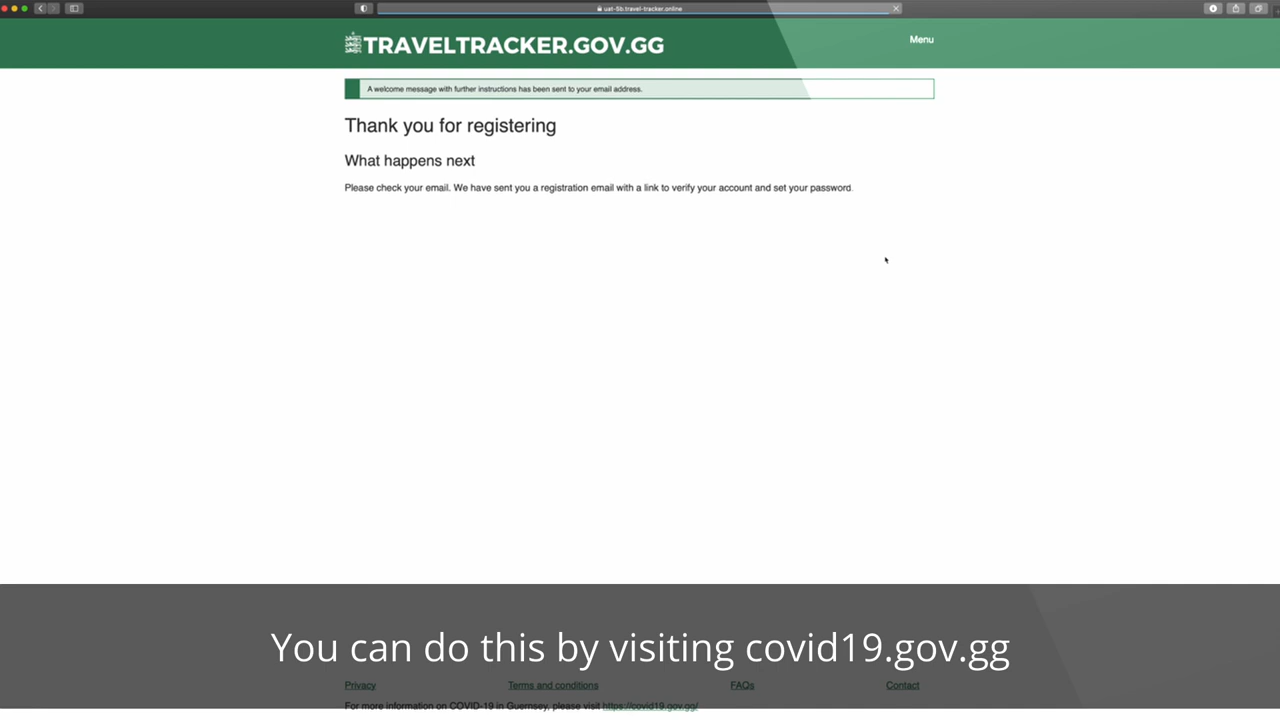 uat-5b.travel-tracker.online
TRAVELTRACKER.GOV.GG
Menu
A welcome message with further instructions has been sent to your email address.
Thank you for registering
What happens next
Please check your email. We have sent you a registration email with a link to verify your account and set your password.
You can do this by visiting covid19.gov.gg
Privacy
Terms and conditions
FAQs
Contact
For more information on COVID-19 in Guernsey, please visit https://covid19.gov.gg/